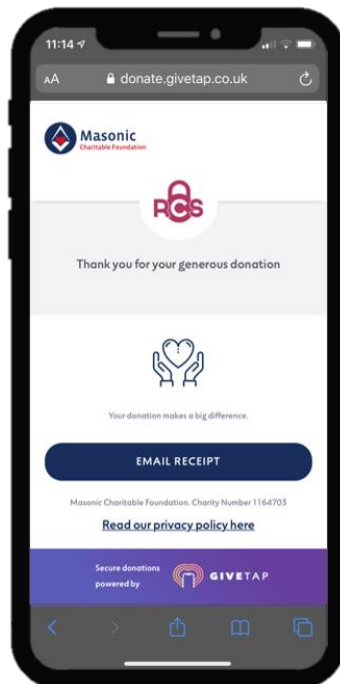 11:14
AA donate.givetap.co.uk
Masonic
Charitable Foundation
RCS
Thank you for your generous donation
Your donation makes a big difference.
EMAIL RECEIPT
Masonic Charitable Foundation. Charity Number 1164703
Read our privacy policy here
Secure donations
powered by
GIVETAP